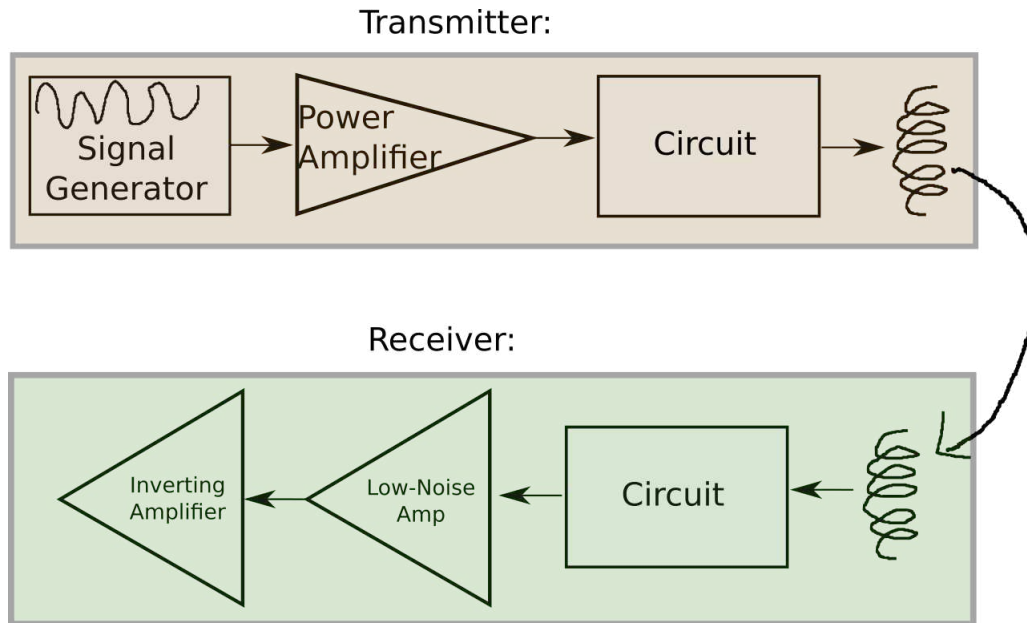 Transmitter:
Signal
Generator
Power
Amplifier
Circuit
Receiver:
Inverting
Amplifier
Low-Noise
Amp
Circuit